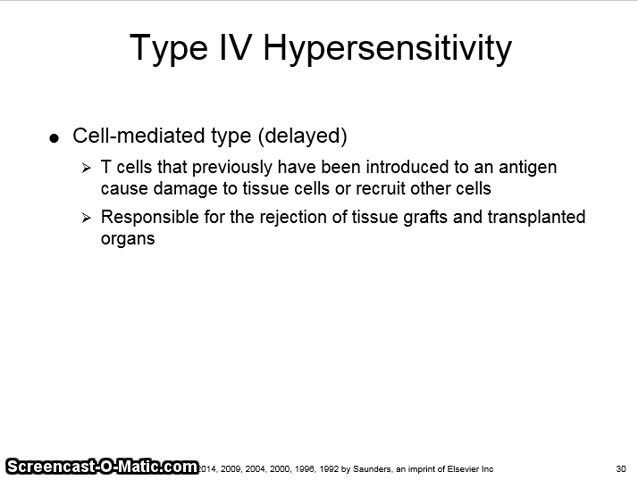 Type IV Hypersensitivity
● Cell-mediated type (delayed)
➢ T cells that previously have been introduced to an antigen
cause damage to tissue cells or recruit other cells
➢ Responsible for the rejection of tissue grafts and transplanted
organs
Screencast-O-Matic.com 2014, 2009, 2004, 2000, 1996, 1992 by Saunders, an imprint of Elsevier Inc 30